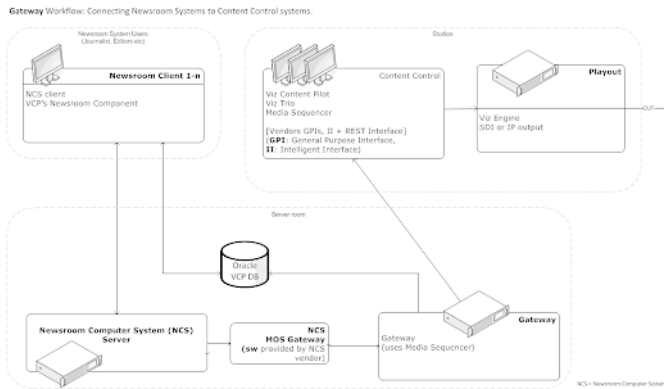 Gateway Workflow: Connecting Newsroom Systems to Content Control systems.
Newsroom System Users
(Journalist, Editors etc)
Newsroom Client 1-n
NCS client
VCP's Newsroom Component
Studios
Content Control
Viz Content Pilot
Viz Trio
Media Sequencer
[Vendors GPIs, II + REST Interface]
(GPI: General Purpose Interface,
II: Intelligent Interface)
Playout
Viz Engine
SDI or IP output
OUT
Server room
Oracle
VCP DB
Newsroom Computer System (NCS)
Server
NCS
MOS Gateway
(sw provided by NCS
vendor)
Gateway
Gateway
(uses Media Sequencer)
NCS = Newsroom Computer System